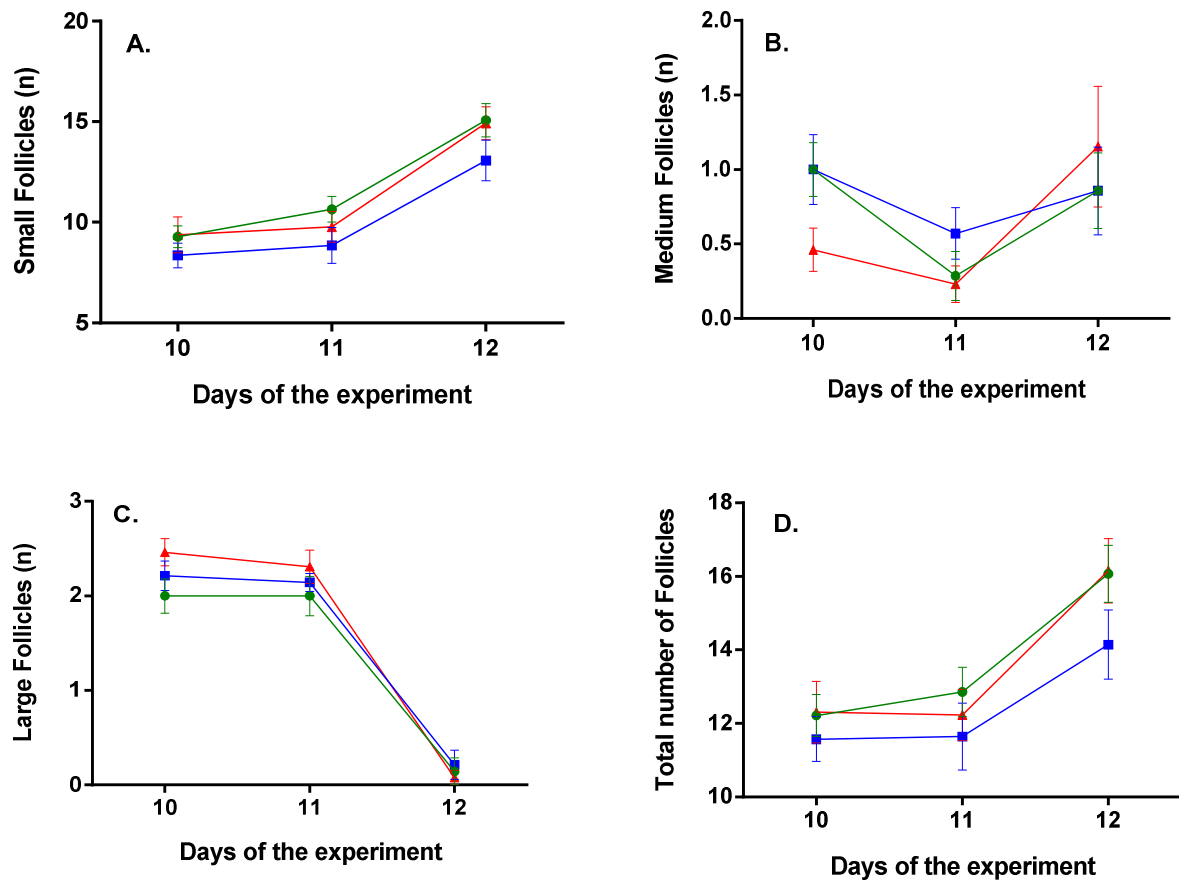 A.
Small Follicles (n)
20
15
10
5
10 11 12
Days of the experiment
B.
Medium Follicles (n)
2.0
1.5
1.0
0.5
0.0
10 11 12
Days of the experiment
C.
Large Follicles (n)
3
2
1
0
10 11 12
Days of the experiment
D.
Total number of Follicles
18
16
14
12
10
10 11 12
Days of the experiment